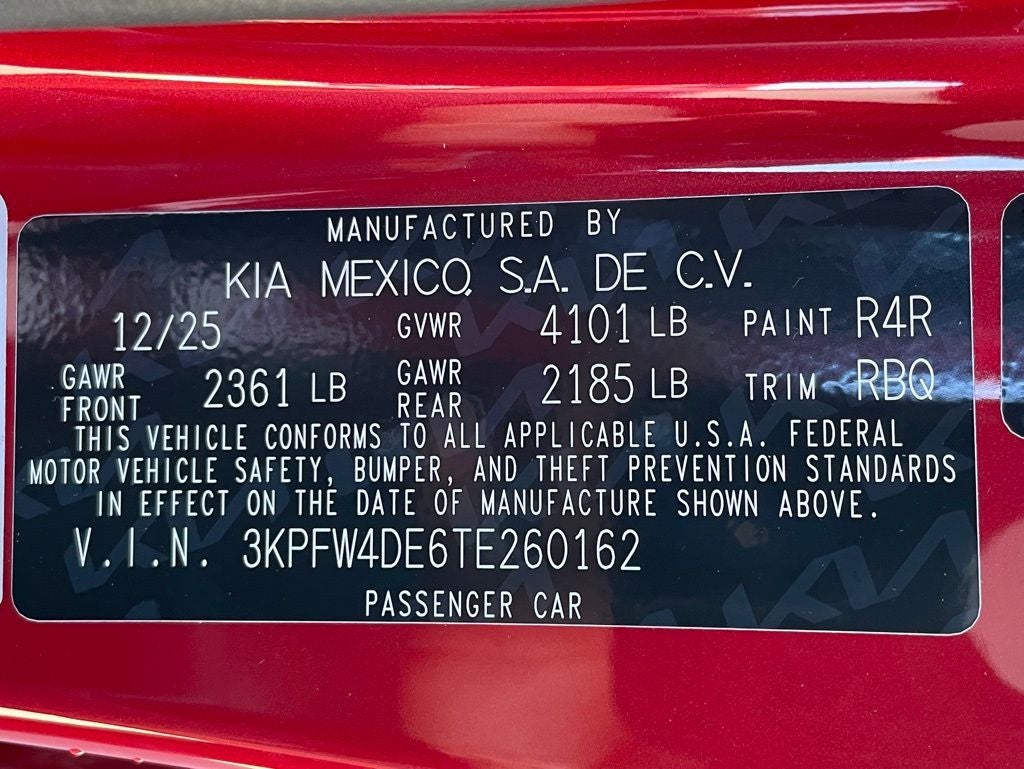 MANUFACTURED BY
KIA MEXICO, S.A. DE C.V.
12/25 GVWR 4101 LB PAINT R4R
GAWR FRONT 2361 LB GAWR REAR 2185 LB TRIM RBQ
THIS VEHICLE CONFORMS TO ALL APPLICABLE U.S.A. FEDERAL
MOTOR VEHICLE SAFETY, BUMPER, AND THEFT PREVENTION STANDARDS
IN EFFECT ON THE DATE OF MANUFACTURE SHOWN ABOVE.
V.I.N. 3KPFW4DE6TE260162
PASSENGER CAR